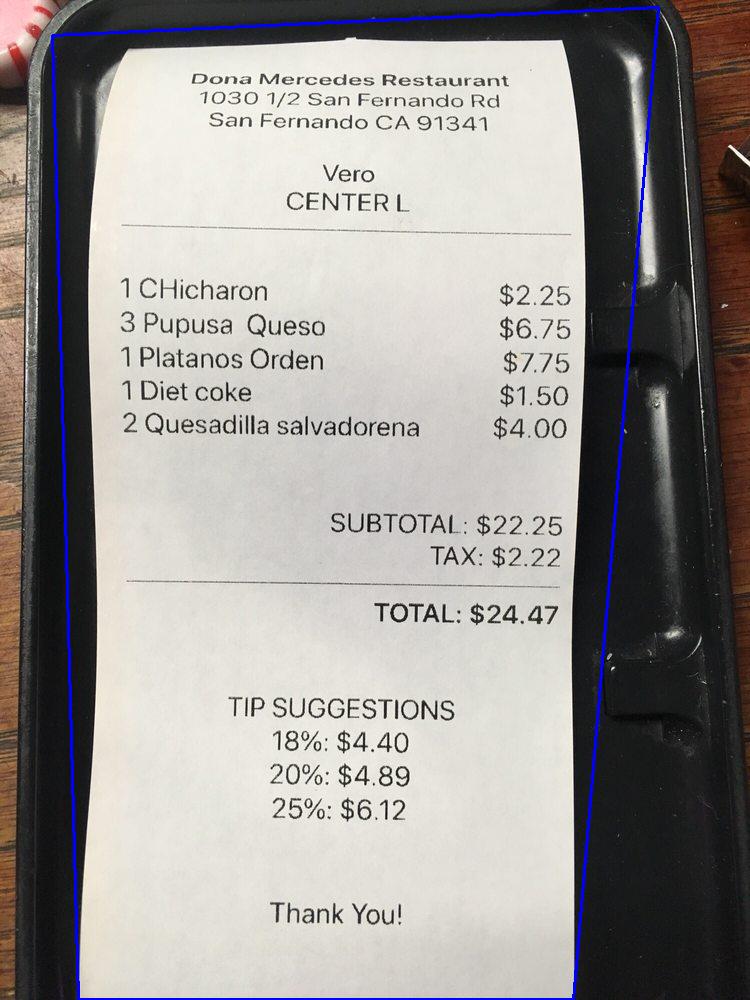 Dona Mercedes Restaurant
1030 1/2 San Fernando Rd
San Fernando CA 91341
Vero
CENTER L
1 CHicharon $2.25
3 Pupusa Queso $6.75
1 Platanos Orden $7.75
1 Diet coke $1.50
2 Quesadilla salvadorena $4.00
SUBTOTAL: $22.25
TAX: $2.22
TOTAL: $24.47
TIP SUGGESTIONS
18%: $4.40
20%: $4.89
25%: $6.12
Thank You!